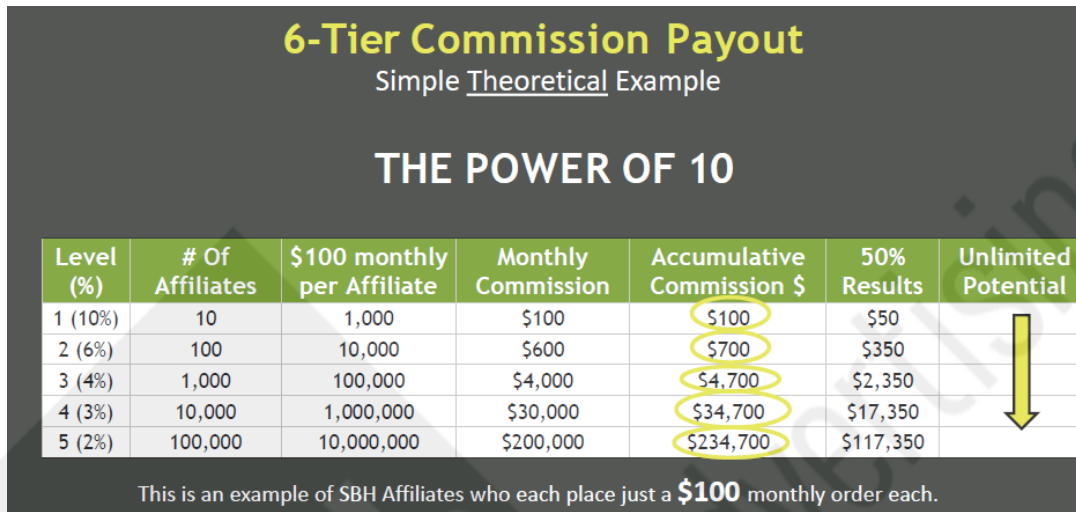 6-Tier Commission Payout
Simple Theoretical Example
THE POWER OF 10
Level (%) # Of Affiliates $100 monthly per Affiliate Monthly Commission Accumulative Commission $ 50% Results Unlimited Potential
1 (10%) 10 1,000 $100 $100 $50
2 (6%) 100 10,000 $600 $700 $350
3 (4%) 1,000 100,000 $4,000 $4,700 $2,350
4 (3%) 10,000 1,000,000 $30,000 $34,700 $17,350
5 (2%) 100,000 10,000,000 $200,000 $234,700 $117,350
This is an example of SBH Affiliates who each place just a $100 monthly order each.